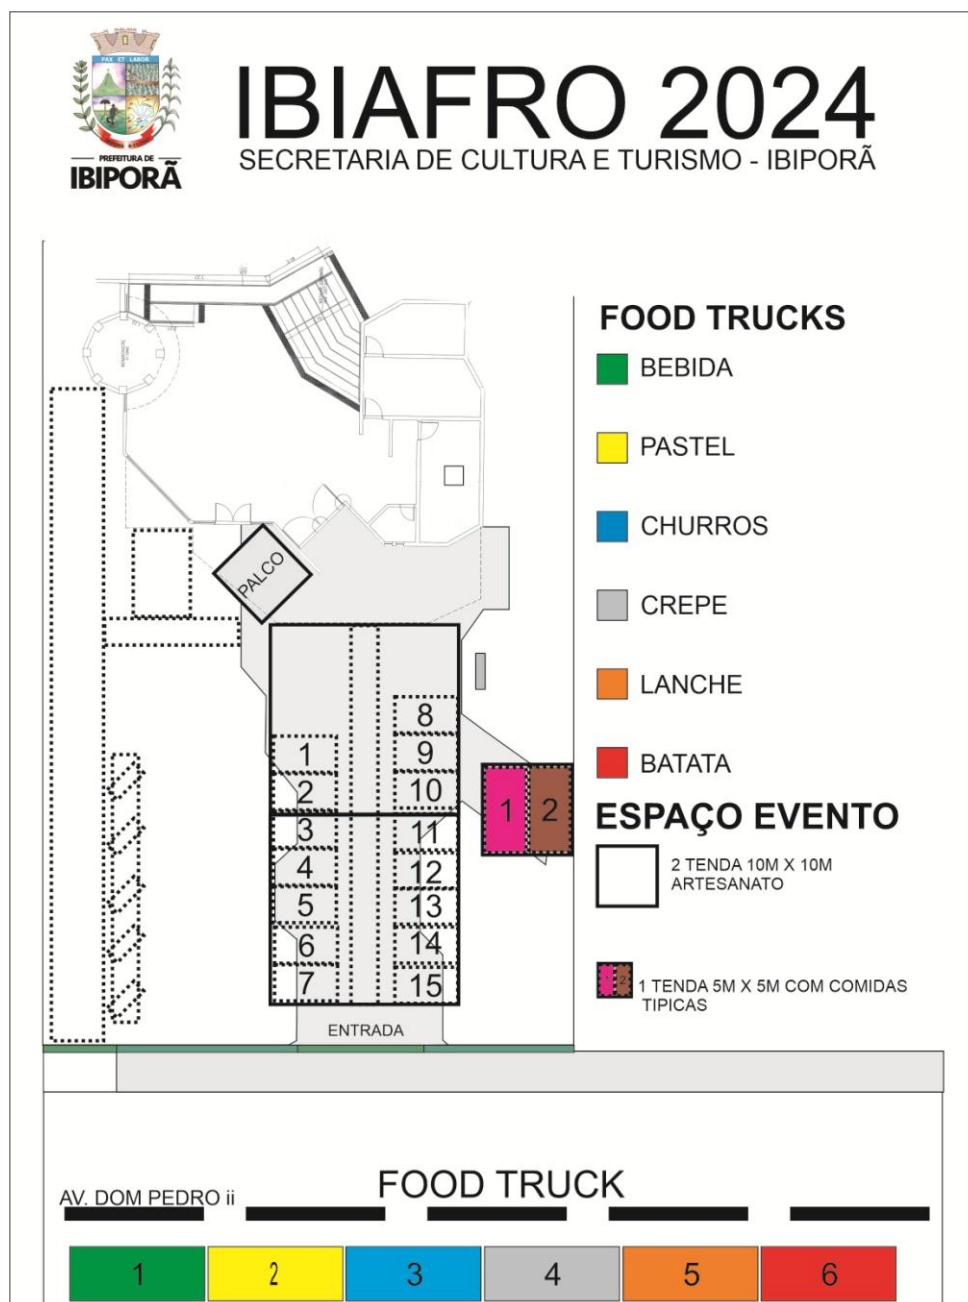 PAX ET LABOR
PREFEITURA DE
IBIPORÃ
IBIAFRO 2024
SECRETARIA DE CULTURA E TURISMO - IBIPORÃ
FOOD TRUCKS
BEBIDA
PASTEL
CHURROS
CREPE
LANCHE
BATATA
ESPAÇO EVENTO
2 TENDA 10M X 10M
ARTESANATO
1 2
1 TENDA 5M X 5M COM COMIDAS
TIPICAS
PALCO
1
2
3
4
5
6
7
8
9
10
11
12
13
14
15
1 2
ENTRADA
FOOD TRUCK
AV. DOM PEDRO ii
1 2 3 4 5 6